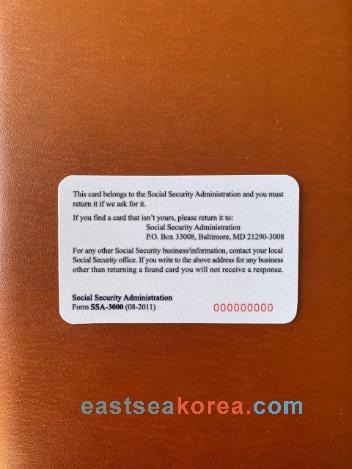 This card belongs to the Social Security Administration and you must
return it if we ask for it.
If you find a card that isn't yours, please return it to:
Social Security Administration
P.O. Box 33008, Baltimore, MD 21290-3008
For any other Social Security business/information, contact your local
Social Security office. If you write to the above address for any business
other than returning a found card you will not receive a response.
Social Security Administration
Form SSA-3000 (08-2011) 000000000
eastseakorea.com